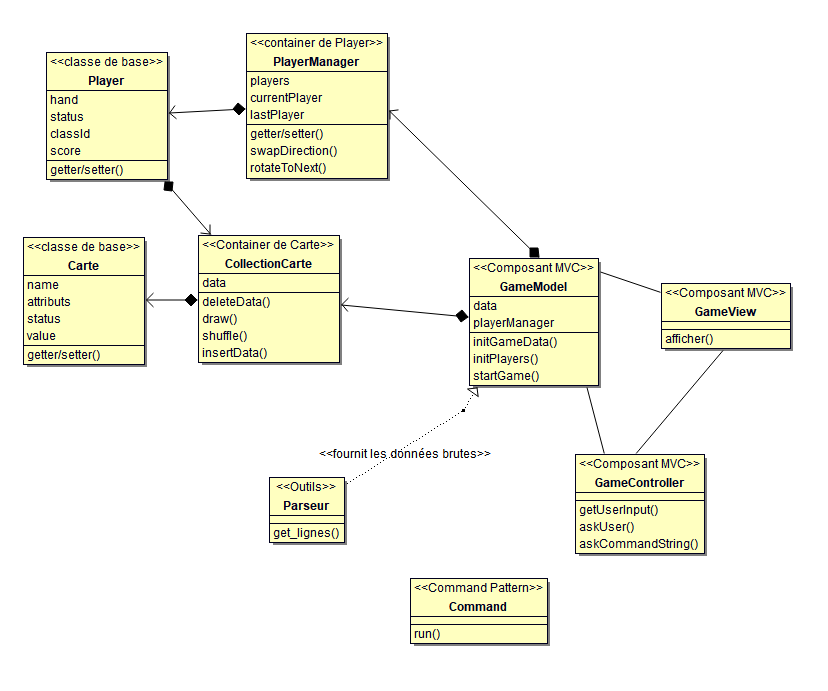 <<classe de base>>
Player
hand
status
classId
score
getter/setter()
<<container de Player>>
PlayerManager
players
currentPlayer
lastPlayer
getter/setter()
swapDirection()
rotateToNext()
<<classe de base>>
Carte
name
attributs
status
value
getter/setter()
<<Container de Carte>>
CollectionCarte
data
deleteData()
draw()
shuffle()
insertData()
<<Composant MVC>>
GameModel
data
playerManager
initGameData()
initPlayers()
startGame()
<<Composant MVC>>
GameView
afficher()
<<fournit les données brutes>>
<<Outils>>
Parseur
get_lignes()
<<Composant MVC>>
GameController
getUserInput()
askUser()
askCommandString()
<<Command Pattern>>
Command
run()